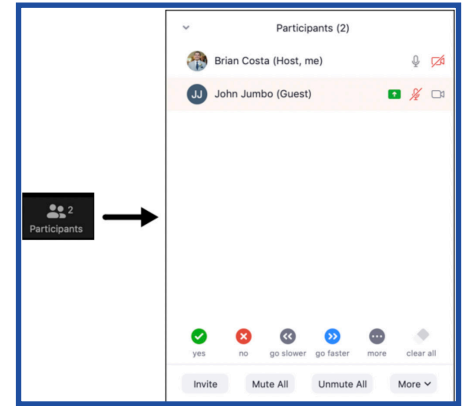 Participants (2)
Brian Costa (Host, me)
JJ John Jumbo (Guest)
2
Participants
yes no go slower go faster more clear all
Invite Mute All Unmute All More